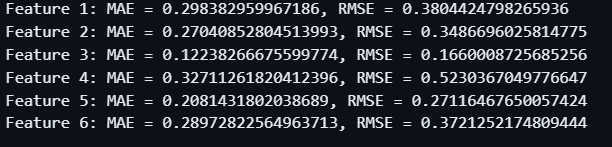 Feature 1: MAE = 0.298382959967186, RMSE = 0.3804424798265936
Feature 2: MAE = 0.27040852804513993, RMSE = 0.3486696025814775
Feature 3: MAE = 0.12238266675599774, RMSE = 0.1660008725685256
Feature 4: MAE = 0.32711261820412396, RMSE = 0.5230367049776647
Feature 5: MAE = 0.2081431802038689, RMSE = 0.27116467650057424
Feature 6: MAE = 0.28972822564963713, RMSE = 0.3721252174809444